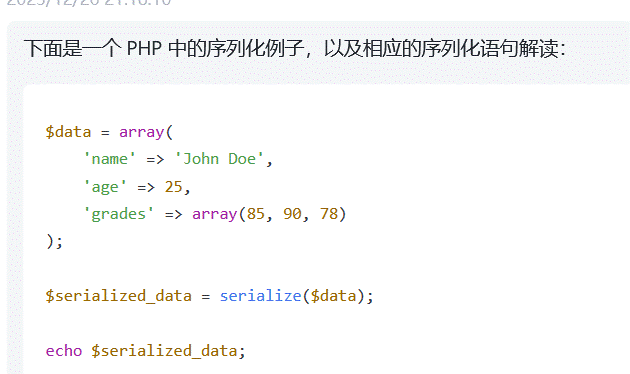 下面是一个 PHP 中的序列化例子，以及相应的序列化语句解读：
$data = array(
    'name' => 'John Doe',
    'age' => 25,
    'grades' => array(85, 90, 78)
);
$serialized_data = serialize($data);
echo $serialized_data;